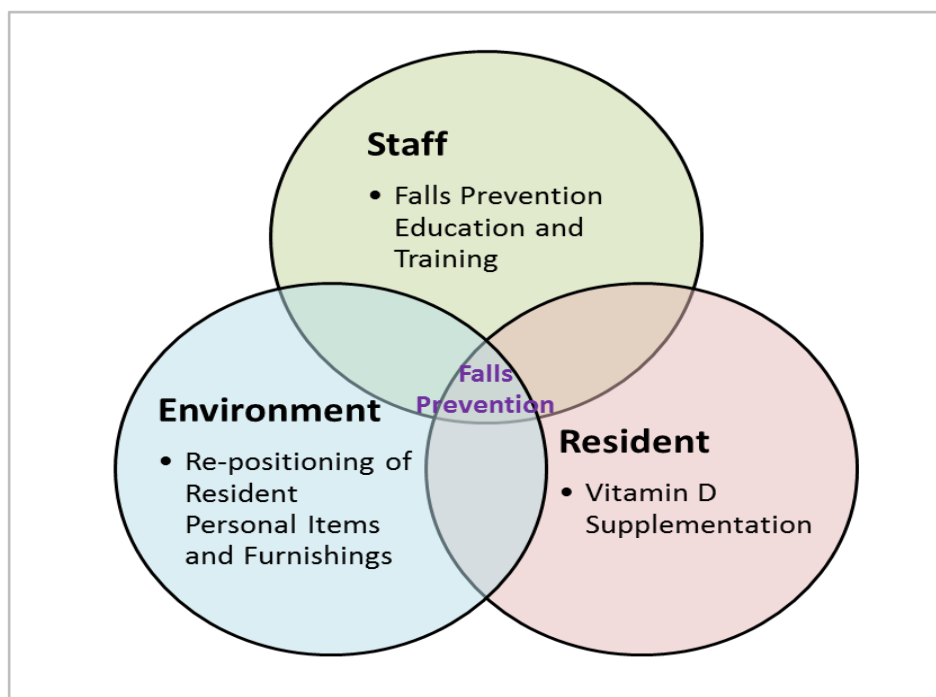 Staff
• Falls Prevention
Education and
Training
Falls
Prevention
Environment
• Re-positioning of
Resident
Personal Items
and Furnishings
Resident
• Vitamin D
Supplementation